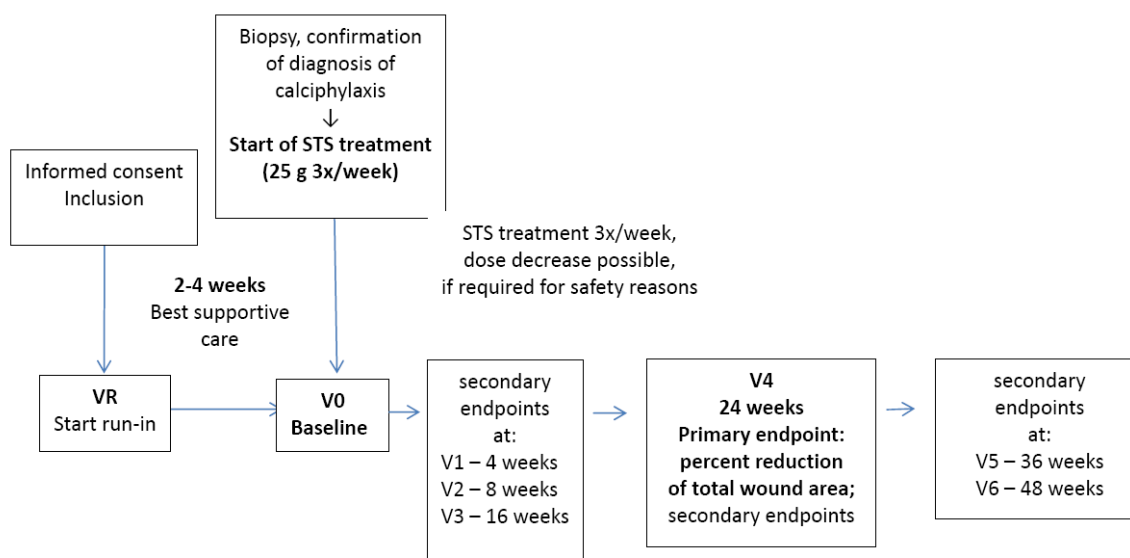 Biopsy, confirmation
of diagnosis of
calciphylaxis
↓
Start of STS treatment
(25 g 3x/week)
Informed consent
Inclusion
STS treatment 3x/week,
dose decrease possible,
if required for safety reasons
2-4 weeks
Best supportive
care
VR
Start run-in
V0
Baseline
secondary
endpoints
at:
V1 – 4 weeks
V2 – 8 weeks
V3 – 16 weeks
V4
24 weeks
Primary endpoint:
percent reduction
of total wound area;
secondary endpoints
secondary
endpoints
at:
V5 – 36 weeks
V6 – 48 weeks